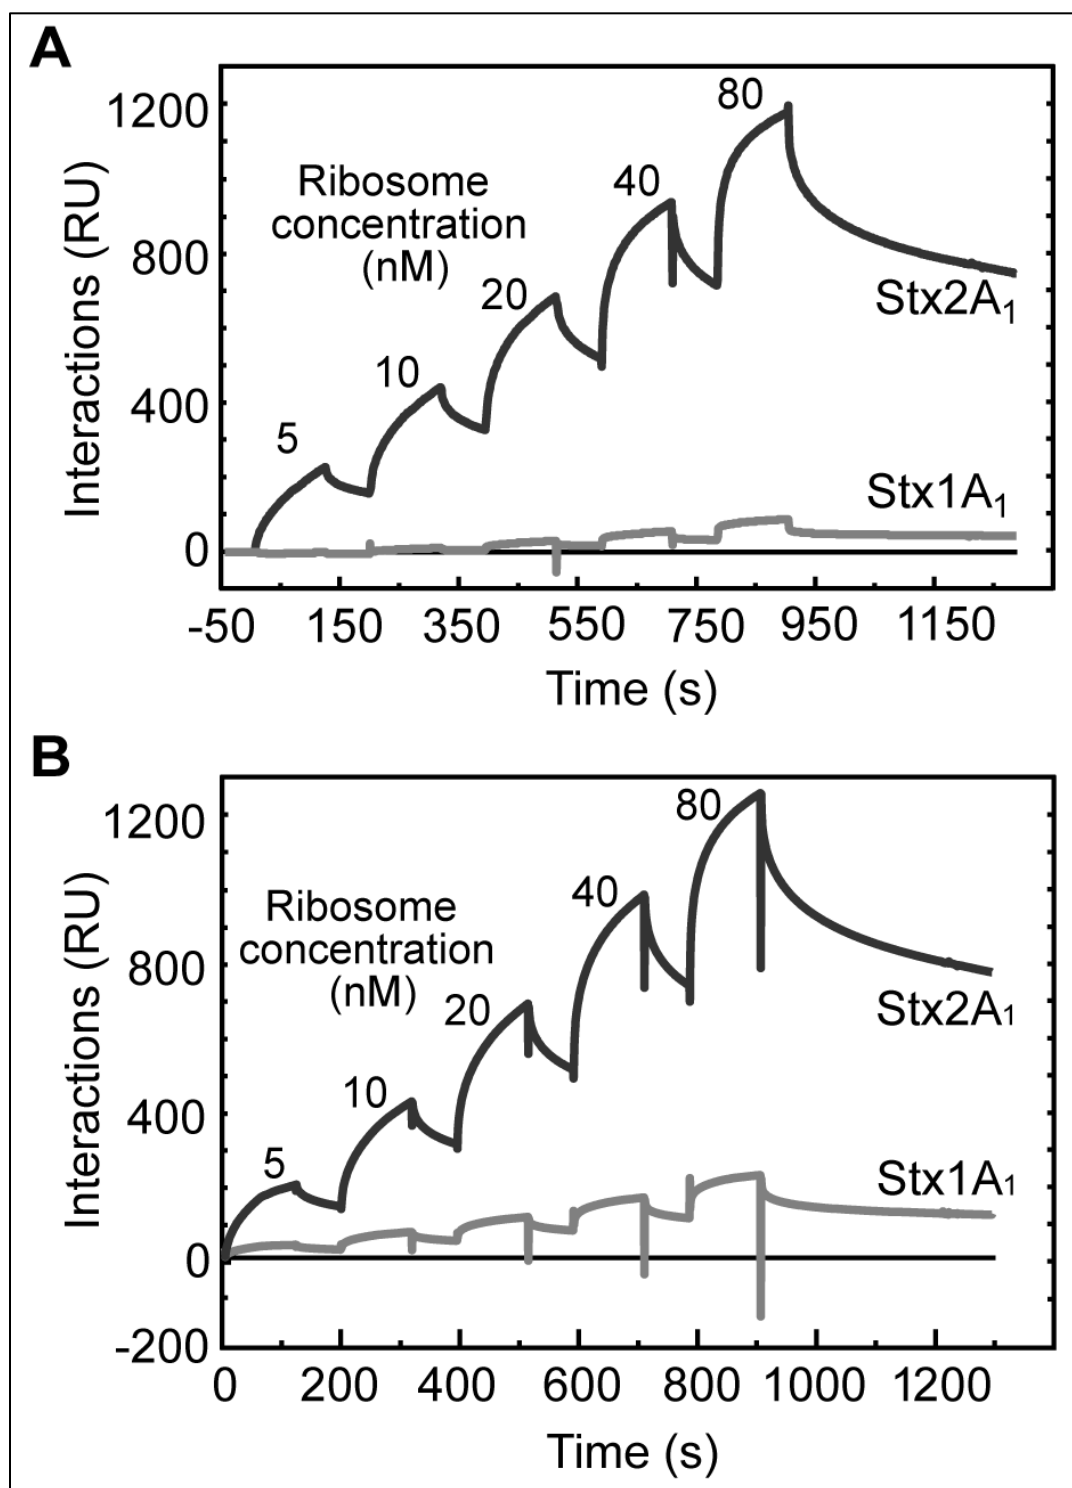 A
Interactions (RU)
1200
800
400
0
Ribosome
concentration
(nM)
5
10
20
40
80
Stx2A1
Stx1A1
-50 150 350 550 750 950 1150
Time (s)
B
Interactions (RU)
1200
800
400
0
-200
Ribosome
concentration
(nM)
5
10
20
40
80
Stx2A1
Stx1A1
0 200 400 600 800 1000 1200
Time (s)